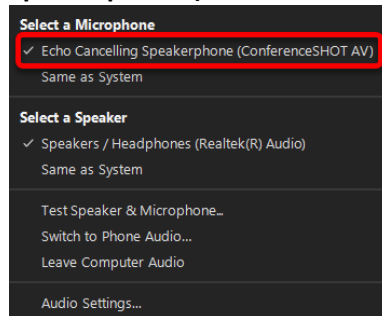 Select a Microphone
✓ Echo Cancelling Speakerphone (ConferenceSHOT AV)
Same as System
Select a Speaker
✓ Speakers / Headphones (Realtek(R) Audio)
Same as System
Test Speaker & Microphone...
Switch to Phone Audio...
Leave Computer Audio
Audio Settings...